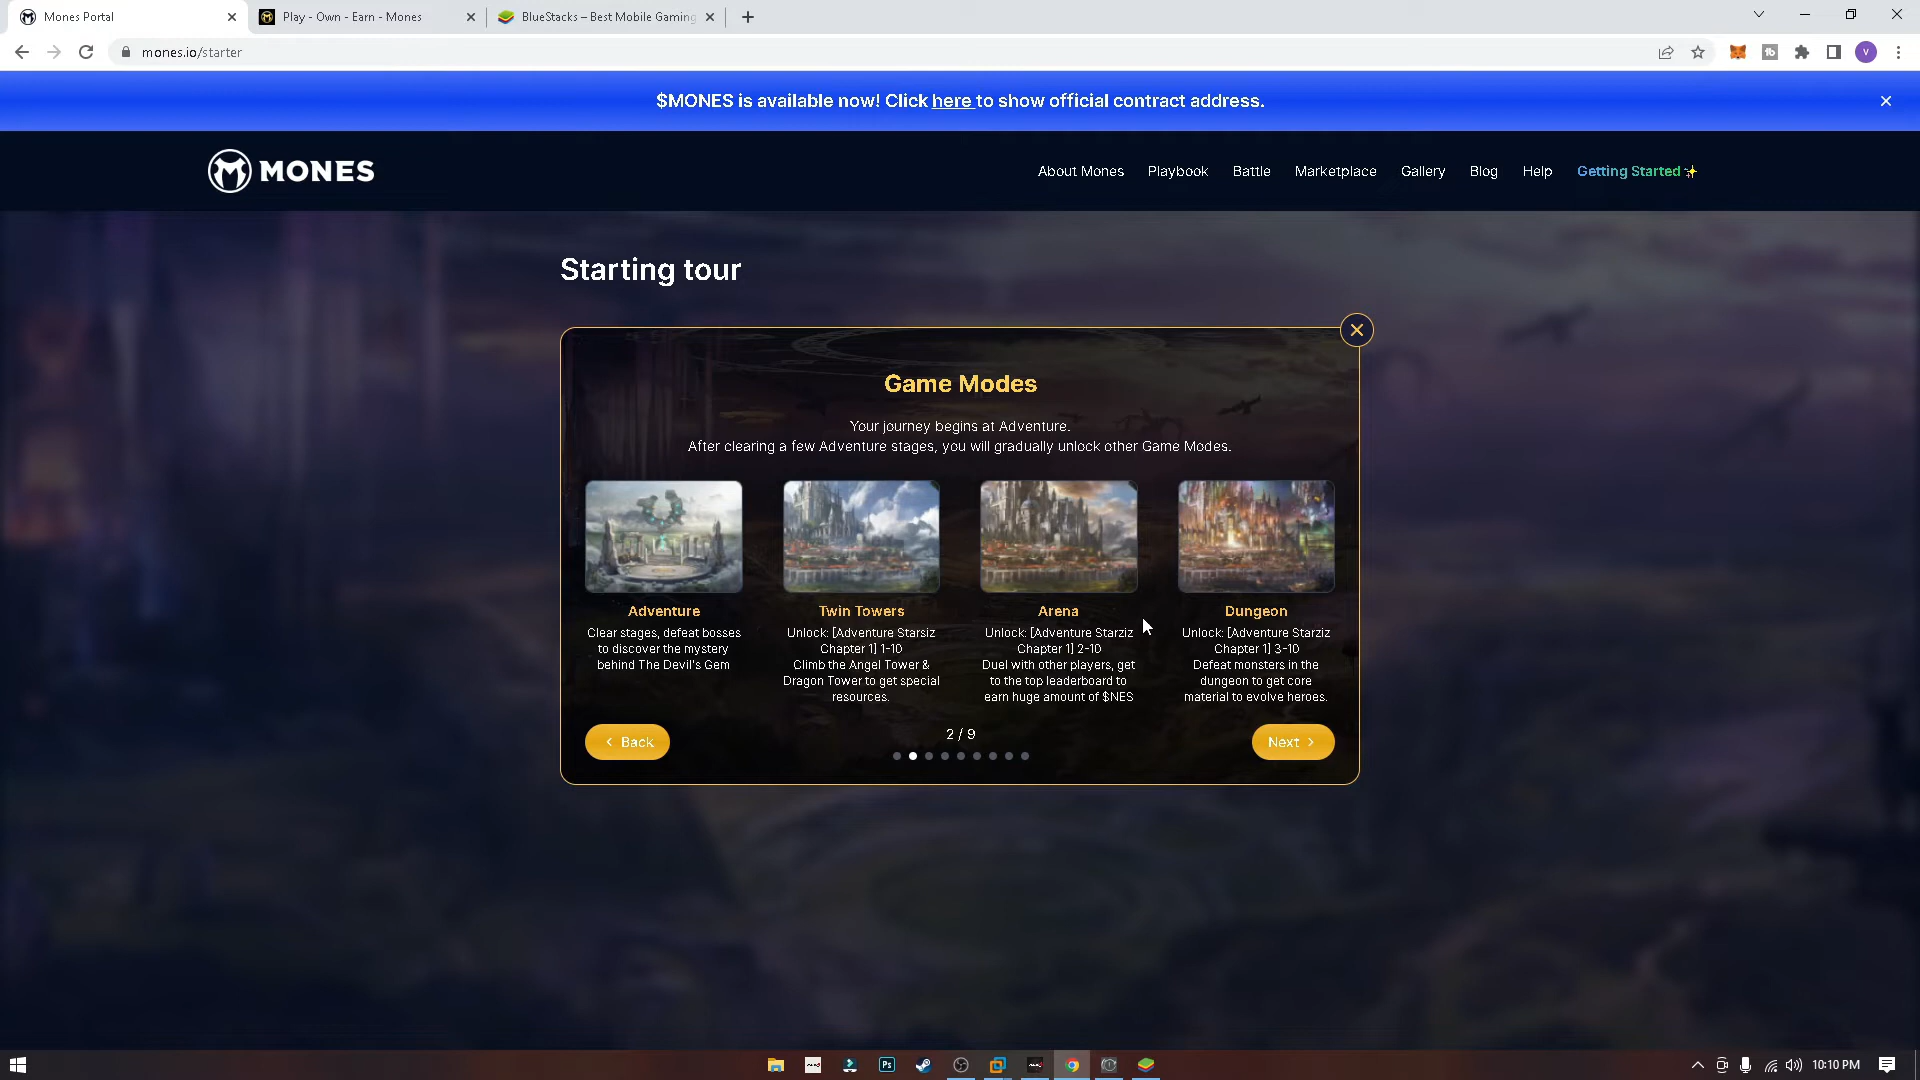 Mones Portal
Play - Own - Earn - Mones
BlueStacks – Best Mobile Gaming
mones.io/starter
V
$MONES is available now! Click here to show official contract address.
MONES
About Mones
Playbook
Battle
Marketplace
Gallery
Blog
Help
Getting Started
Starting tour
Game Modes
Your journey begins at Adventure.
After clearing a few Adventure stages, you will gradually unlock other Game Modes.
Adventure
Clear stages, defeat bosses
to discover the mystery
behind The Devil's Gem
Twin Towers
Unlock: [Adventure Starsiz
Chapter 1] 1-10
Climb the Angel Tower &
Dragon Tower to get special
resources.
Arena
Unlock: [Adventure Starziz
Chapter 1] 2-10
Duel with other players, get
to the top leaderboard to
earn huge amount of $NES
Dungeon
Unlock: [Adventure Starziz
Chapter 1] 3-10
Defeat monsters in the
dungeon to get core
material to evolve heroes.
Back
2 / 9
Next
Ps
10:10 PM